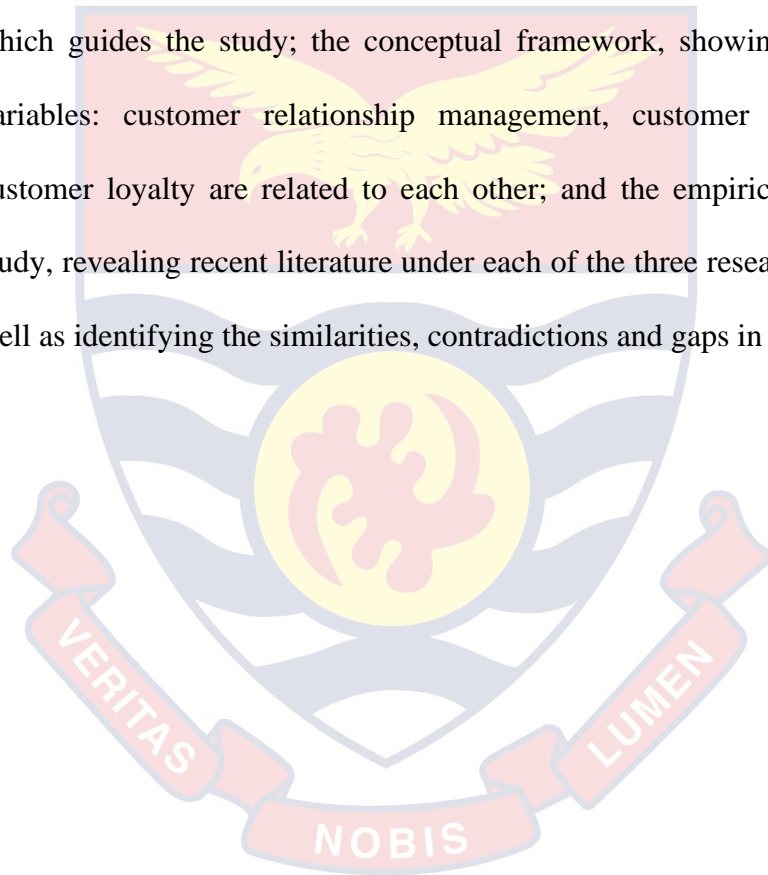 hich guides the study; the conceptual framework, showin
ariables: customer relationship management, customer
ustomer loyalty are related to each other; and the empiric
udy, revealing recent literature under each of the three resea
ell as identifying the similarities, contradictions and gaps in
VERITAS
NOBIS
LUMEN